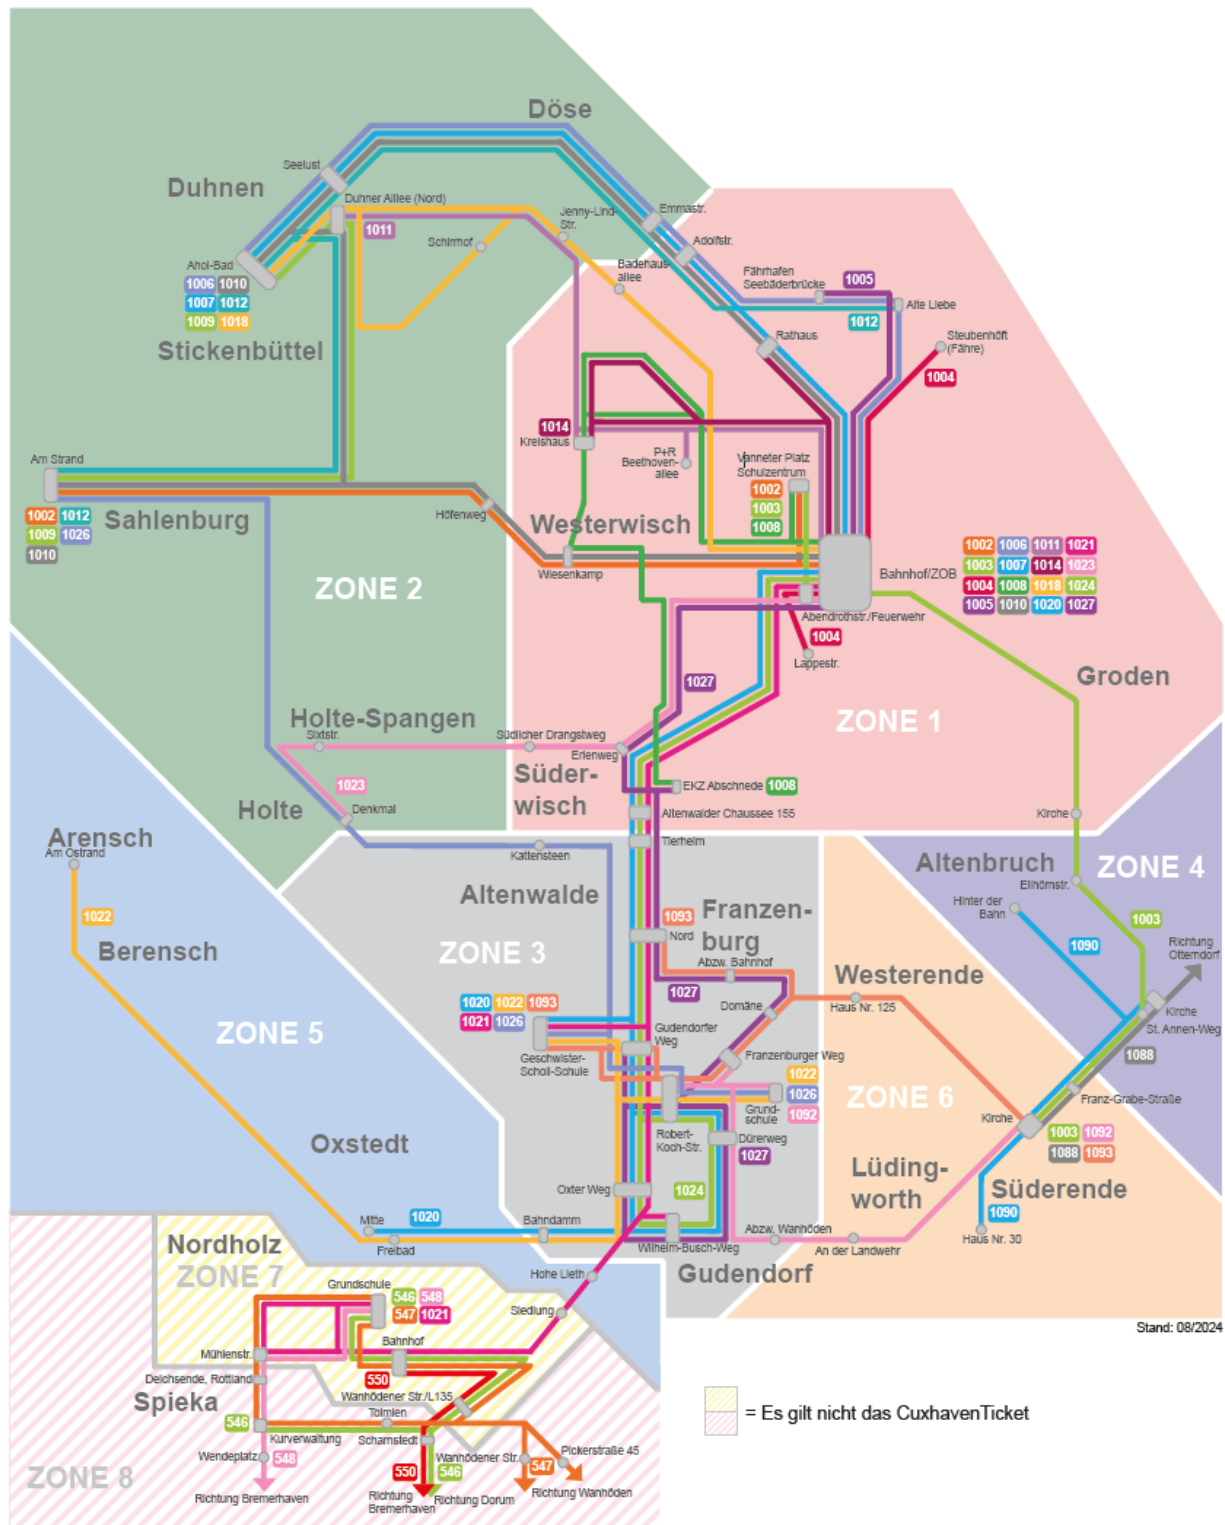 Döse
Seelust
Duhnen
Duhner Alllee (Nord)
Emmastr.
Jenny-Lind-
Str.
1011
Schirrhof
Adolfstr.
Badehaus-
allee
Fährhafen
Seebäderbrücke
1005
Ahoi-Bad
1006 1010
1007 1012
1009 1018
Alte Liebe
1012
Stickenbüttel
Rathaus
Steubenhöft
(Fähre)
1004
1014
Kreishaus
P+R
Beethoven-
allee
Vanneter Platz
Schulzentrum
1002
1003
1008
Am Strand
1002 1012
1009 1026
1010
Sahlenburg
Höfenweg
Westerwisch
Wiesenkamp
ZONE 2
Bahnhof/ZOB
1002 1006 1011 1021
1003 1007 1014 1023
1004 1008 1018 1024
1005 1010 1020 1027
Abendrothstr./Feuerwehr
1004
Lappestr.
Groden
1027
ZONE 1
Holte-Spangen
Sixtstr.
Südlicher Drangstweg
Erlenweg
Süder-
wisch
1023
EKZ Abschnede 1008
Holte
Denkmal
Altenwalder Chaussee 155
Kirche
Arensch
Am Ostrand
Tierheim
Kattensteen
Altenbruch
ZONE 4
Ellhörnstr.
Altenwalde
Franzen-
burg
Hinter der
Bahn
1022
1093
1003
Berensch
ZONE 3
Nord
1090
Richtung
Otterndorf
Abzw. Bahnhof
Westerende
1027
1020 1022 1093
1021 1026
Domäne
Haus Nr. 125
Kirche
St. Annen-Weg
ZONE 5
Gudendorfer
Weg
Geschwister-
Scholl-Schule
Franzenburger Weg
1088
1022
1026
1092
Grund-
schule
ZONE 6
Franz-Grabe-Straße
Kirche
1003 1092
1088 1093
Robert-
Koch-Str.
Dürerweg
1027
Oxstedt
Lüding-
worth
Süderende
1090
Oxter Weg
1024
Mitte
1020
Bahndamm
Freibad
Abzw. Wanhöden
Haus Nr. 30
Wilhelm-Busch-Weg
An der Landwehr
Nordholz
ZONE 7
Gudendorf
Hohe Lieth
Grundschule
546 548
547 1021
Siedlung
Stand: 08/2024
Bahnhof
Mühlenstr.
550
Deichsende, Rottland
Wanhödener Str./L135
Spieka
Tolmien
= Es gilt nicht das CuxhavenTicket
546
Kurverwaltung
Scharnstedt
Wendeplatz
548
Wanhödener Str.
Pickerstraße 45
ZONE 8
550
546
547
Richtung Bremerhaven
Richtung
Bremerhaven
Richtung Dorum
Richtung Wanhöden